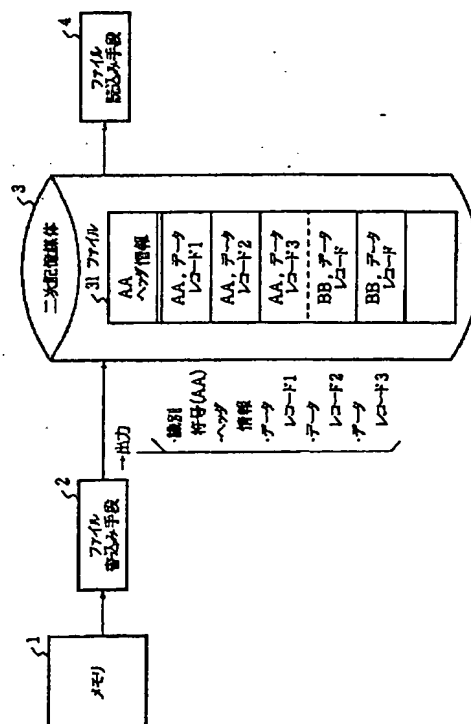 1
メモリ
2
ファイル
書込み手段
→出力
・識別
符号(AA)
・ヘッダ
情報
・データ
レコード1
・データ
レコード2
・データ
レコード3
3
二次記憶媒体
31 ファイル
AA
ヘッダ情報
AA,データ
レコード1
AA,データ
レコード2
AA,データ
レコード3
BB,データ
レコード
BB,データ
レコード
4
ファイル
読込み手段